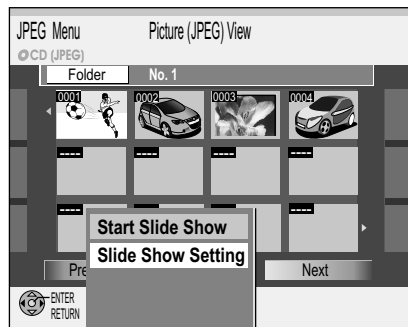 JPEG Menu Picture (JPEG) View
CD (JPEG)
Folder No. 1
0001 0002 0003 0004
---- ---- ---- ----
---- ----
Start Slide Show
Slide Show Setting
Pre Next
ENTER
RETURN